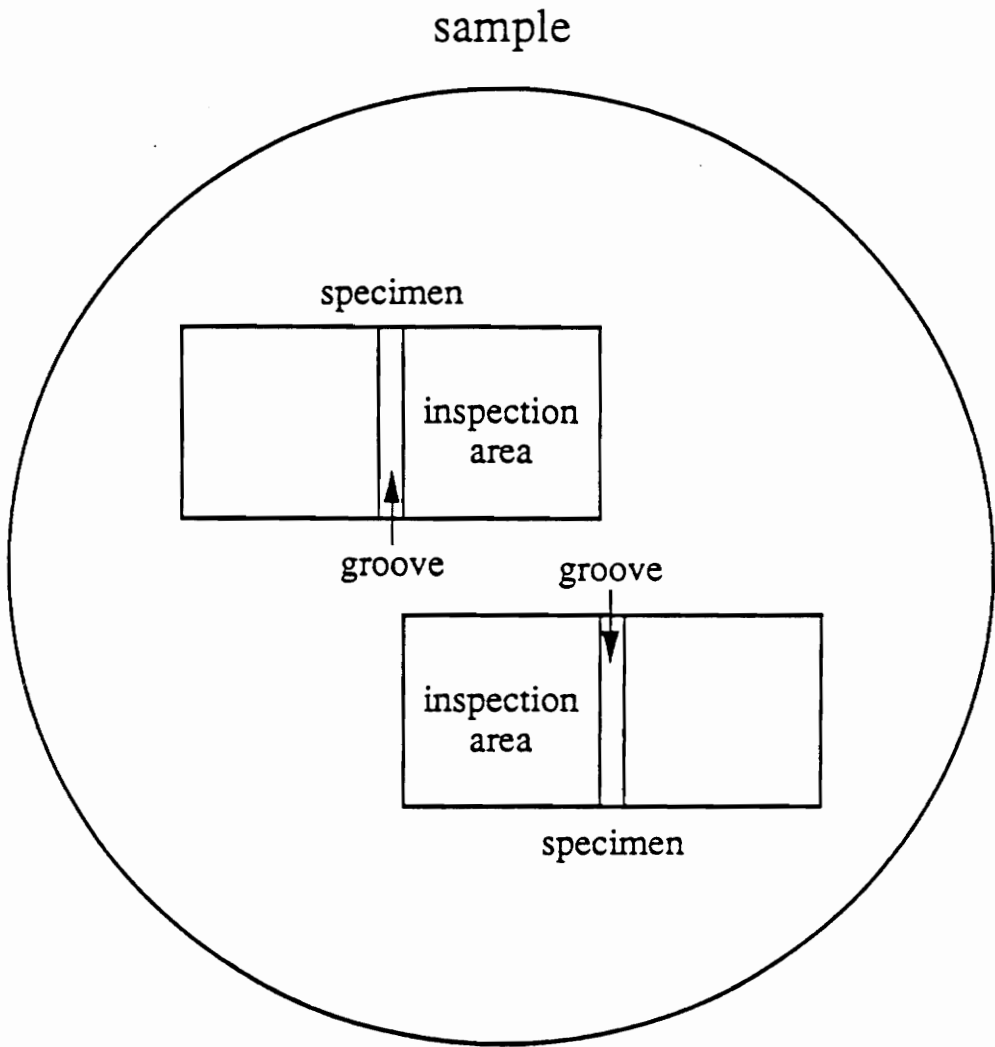 sample
specimen
inspection
area
groove
groove
inspection
area
specimen